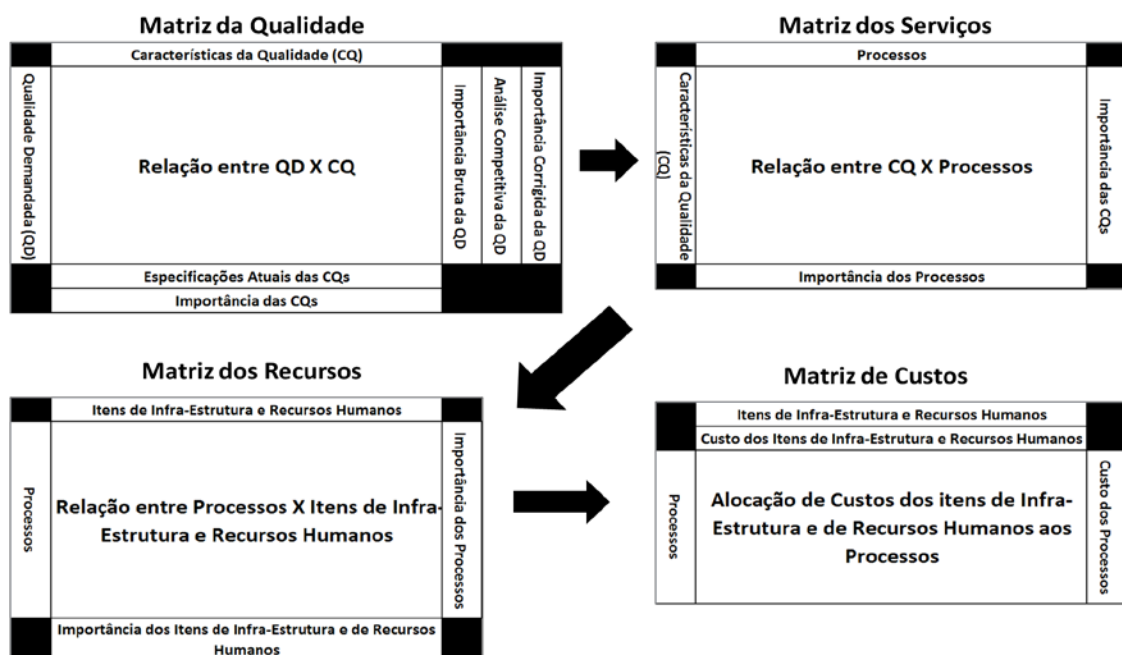 Matriz da Qualidade
Características da Qualidade (CQ)
Qualidade Demandada (QD)
Relação entre QD X CQ
Importância Bruta da QD
Análise Competitiva da QD
Importância Corrigida da QD
Especificações Atuais das CQs
Importância das CQs
Matriz dos Serviços
Processos
Características da Qualidade
(CQ)
Relação entre CQ X Processos
Importância das CQs
Importância dos Processos
Matriz dos Recursos
Itens de Infra-Estrutura e Recursos Humanos
Processos
Relação entre Processos X Itens de Infra-
Estrutura e Recursos Humanos
Importância dos Processos
Importância dos Itens de Infra-Estrutura e de Recursos
Humanos
Matriz de Custos
Itens de Infra-Estrutura e Recursos Humanos
Custo dos Itens de Infra-Estrutura e Recursos Humanos
Processos
Alocação de Custos dos itens de Infra-
Estrutura e de Recursos Humanos aos
Processos
Custo dos Processos